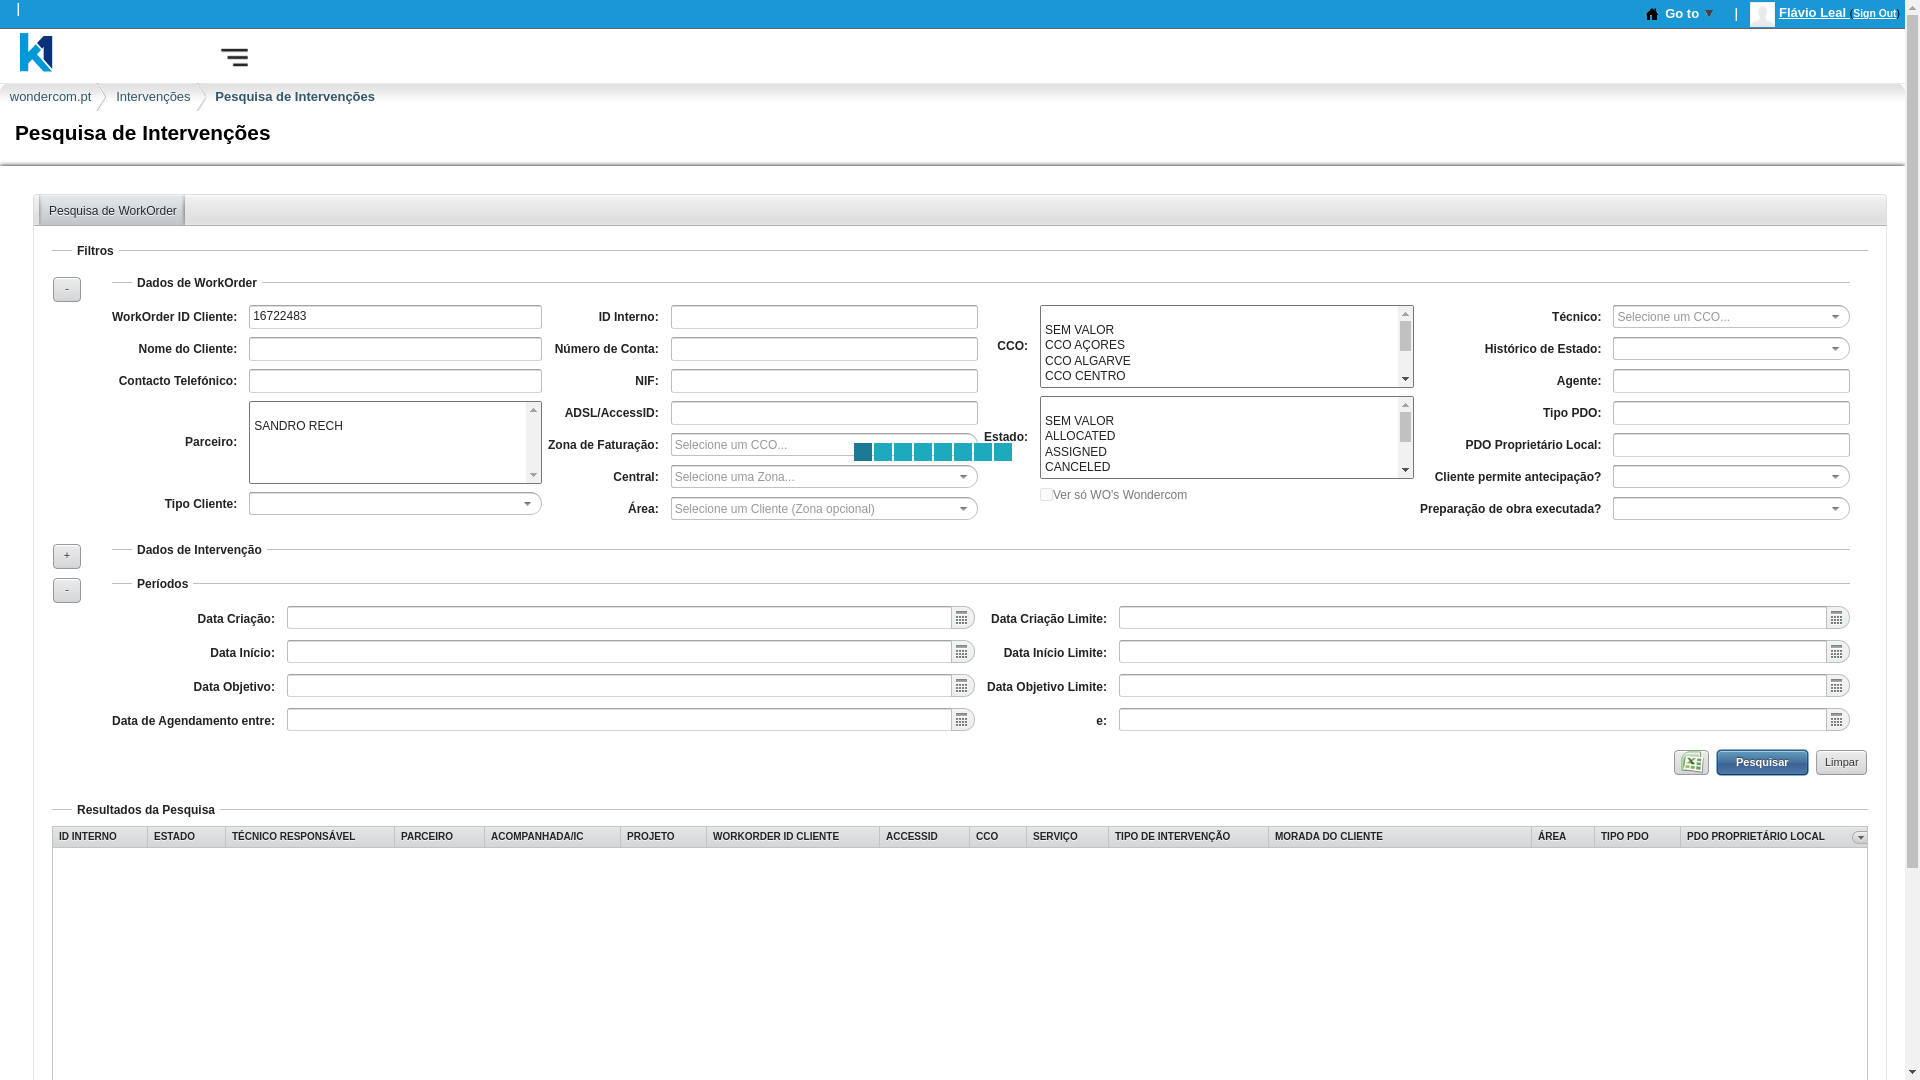 |
Go to
|
Flávio Leal (Sign Out)
K1
wondercom.pt
Intervenções
Pesquisa de Intervenções
Pesquisa de Intervenções
Pesquisa de WorkOrder
Filtros
-
Dados de WorkOrder
WorkOrder ID Cliente:
16722483
ID Interno:
CCO:
SEM VALOR
CCO AÇORES
CCO ALGARVE
CCO CENTRO
Técnico:
Selecione um CCO...
Nome do Cliente:
Número de Conta:
Histórico de Estado:
Contacto Telefónico:
NIF:
Agente:
Parceiro:
SANDRO RECH
ADSL/AccessID:
Estado:
SEM VALOR
ALLOCATED
ASSIGNED
CANCELED
Tipo PDO:
Zona de Faturação:
Selecione um CCO...
PDO Proprietário Local:
Central:
Selecione uma Zona...
Cliente permite antecipação?
Tipo Cliente:
Área:
Selecione um Cliente (Zona opcional)
Ver só WO's Wondercom
Preparação de obra executada?
+
Dados de Intervenção
-
Períodos
Data Criação:
Data Criação Limite:
Data Início:
Data Início Limite:
Data Objetivo:
Data Objetivo Limite:
Data de Agendamento entre:
e:
Pesquisar
Limpar
Resultados da Pesquisa
ID INTERNO
ESTADO
TÉCNICO RESPONSÁVEL
PARCEIRO
ACOMPANHADA/IC
PROJETO
WORKORDER ID CLIENTE
ACCESSID
CCO
SERVIÇO
TIPO DE INTERVENÇÃO
MORADA DO CLIENTE
ÁREA
TIPO PDO
PDO PROPRIETÁRIO LOCAL